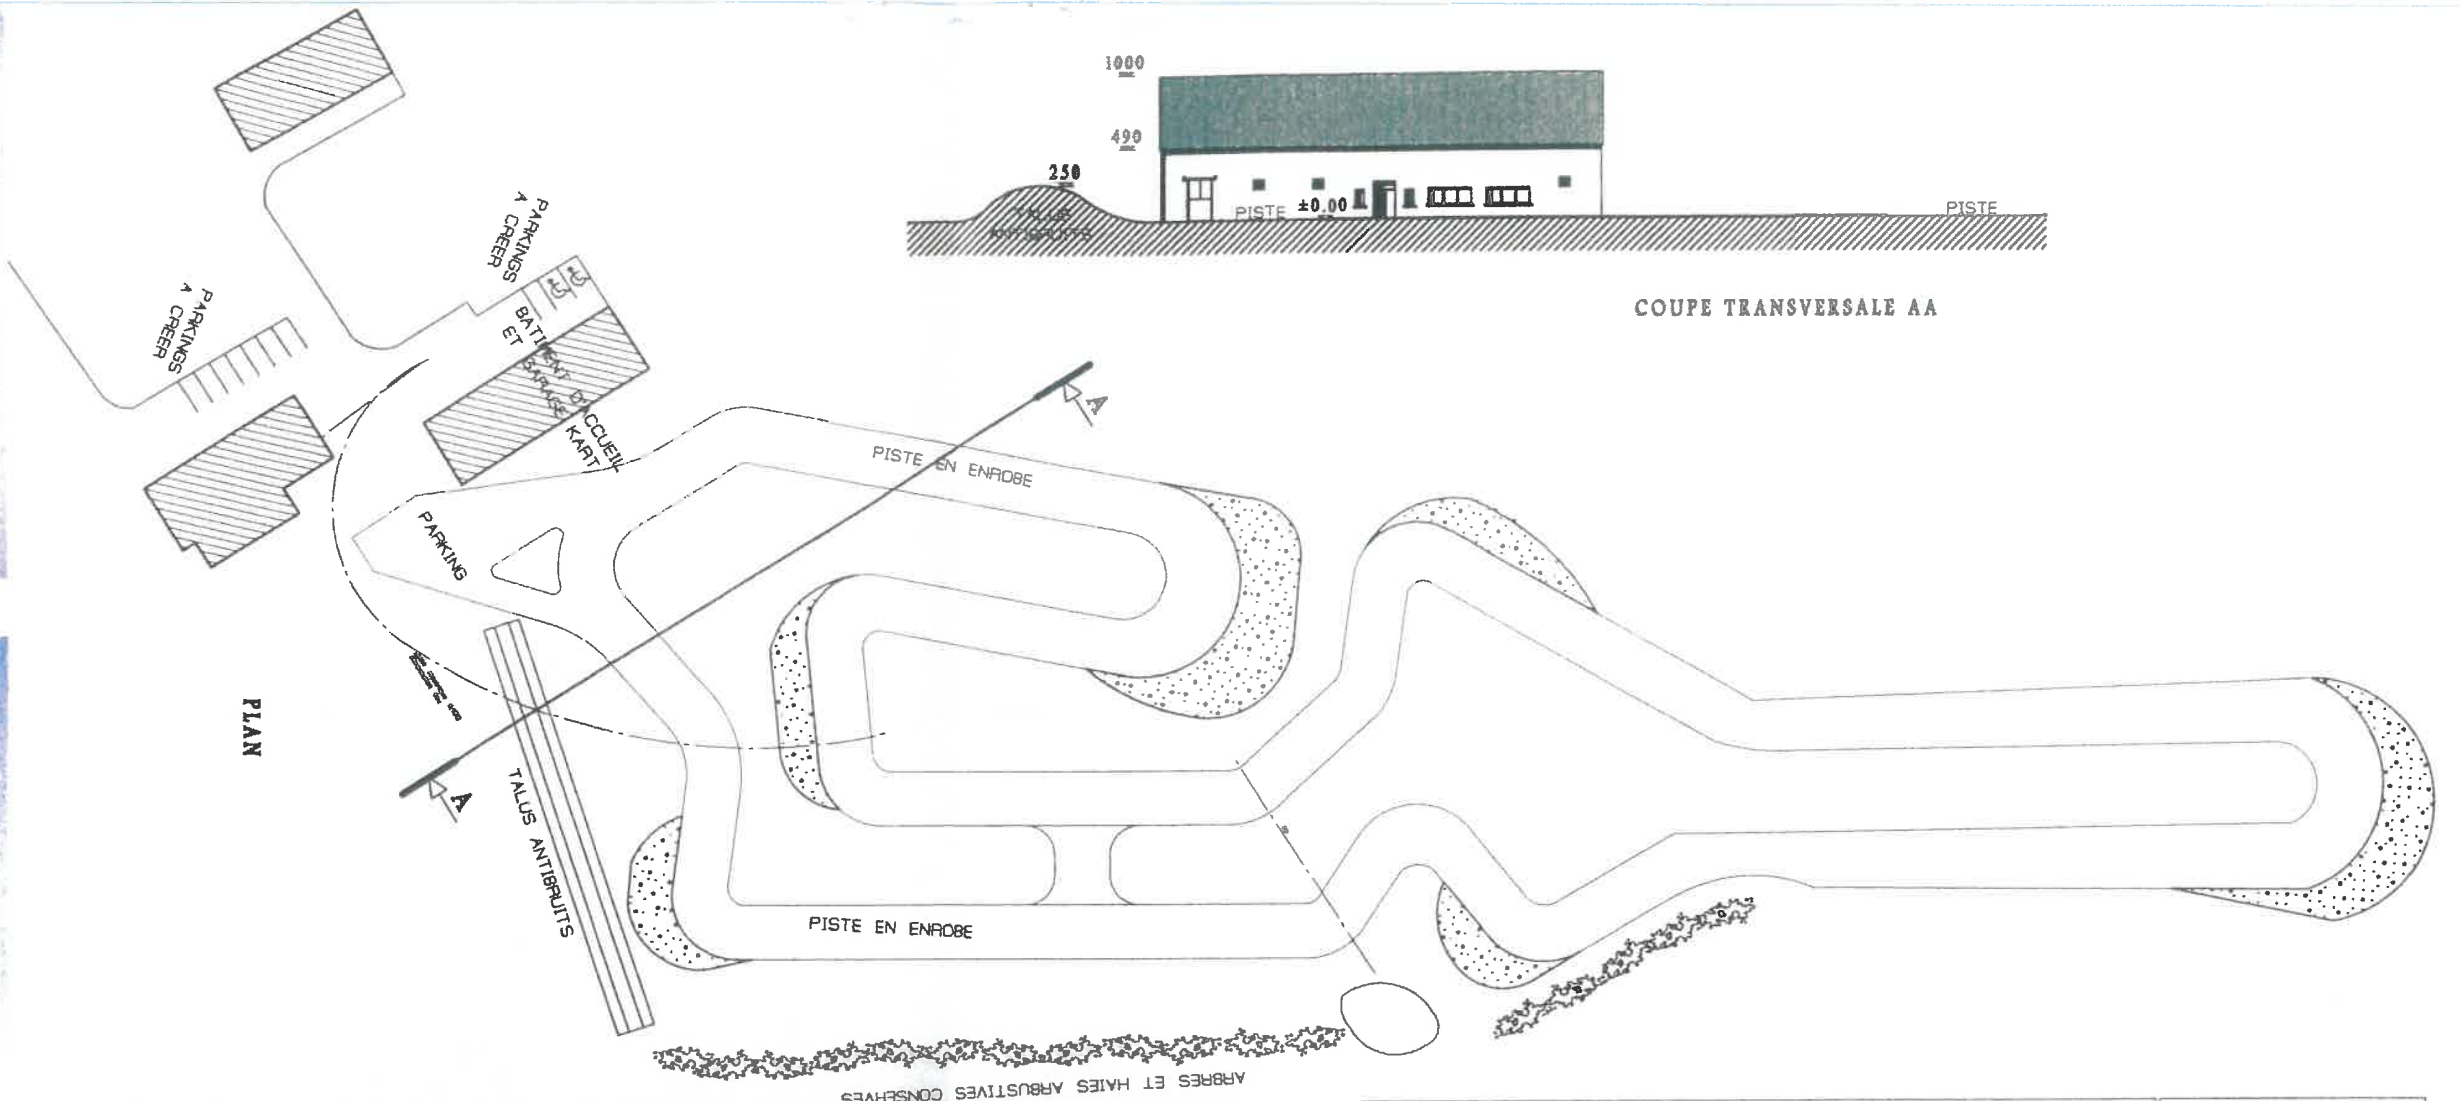 1000
490
250
TALUS
ANTIBRUITS
PISTE
±0.00
PISTE
COUPE TRANSVERSALE AA
PARKINGS
A CREER
PARKINGS
A CREER
BATIMENT D'ACCUEIL
ET GARAGE KART
A
PISTE EN ENROBE
PARKING
PLAN
A
TALUS ANTIBRUITS
PISTE EN ENROBE
ARBRES ET HAIES ARBUSTIVES CONSERVES